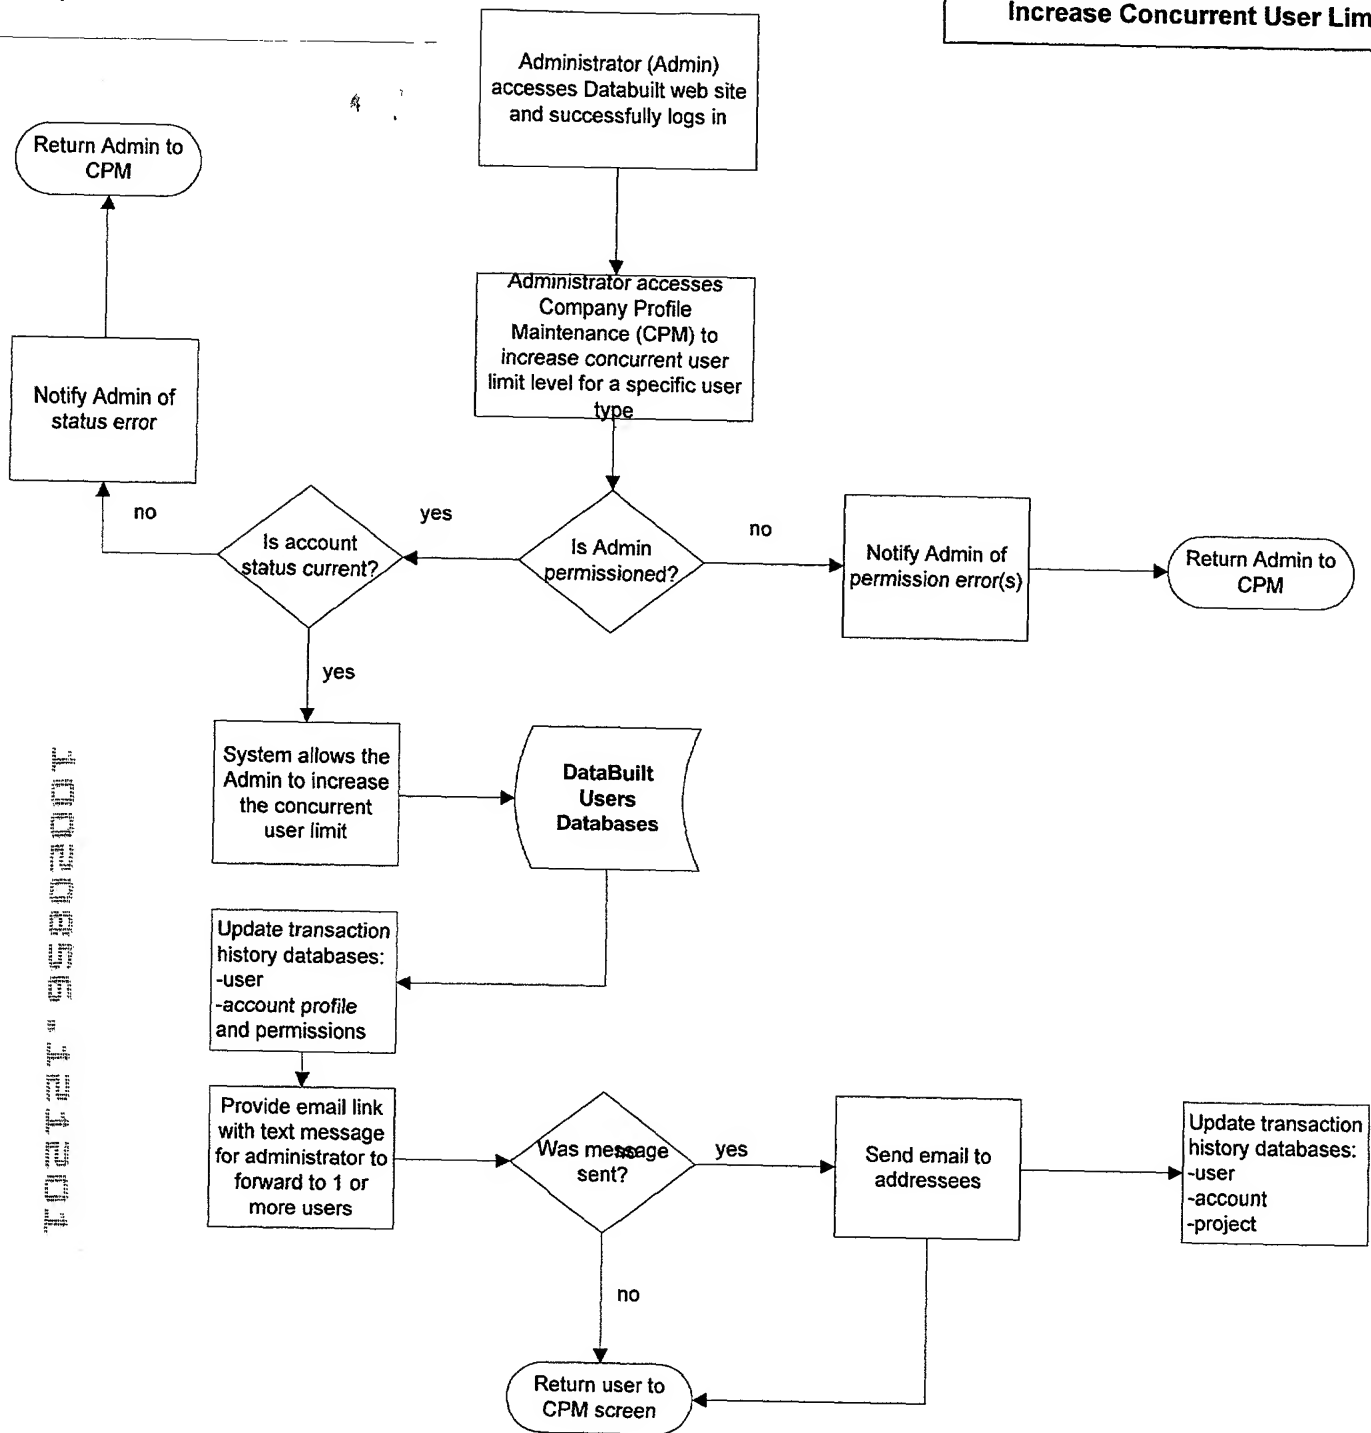 Increase Concurrent User Lim
Administrator (Admin)
accesses Databuilt web site
and successfully logs in
Return Admin to
CPM
Administrator accesses
Company Profile
Maintenance (CPM) to
increase concurrent user
limit level for a specific user
type
Notify Admin of
status error
no
Is account
status current?
yes
Is Admin
permissioned?
no
Notify Admin of
permission error(s)
Return Admin to
CPM
yes
System allows the
Admin to increase
the concurrent
user limit
DataBuilt
Users
Databases
Update transaction
history databases:
-user
-account profile
and permissions
Provide email link
with text message
for administrator to
forward to 1 or
more users
Was message
sent?
no
yes
Send email to
addressees
Update transaction
history databases:
-user
-account
-project
no
Return user to
CPM screen
10020856.121201